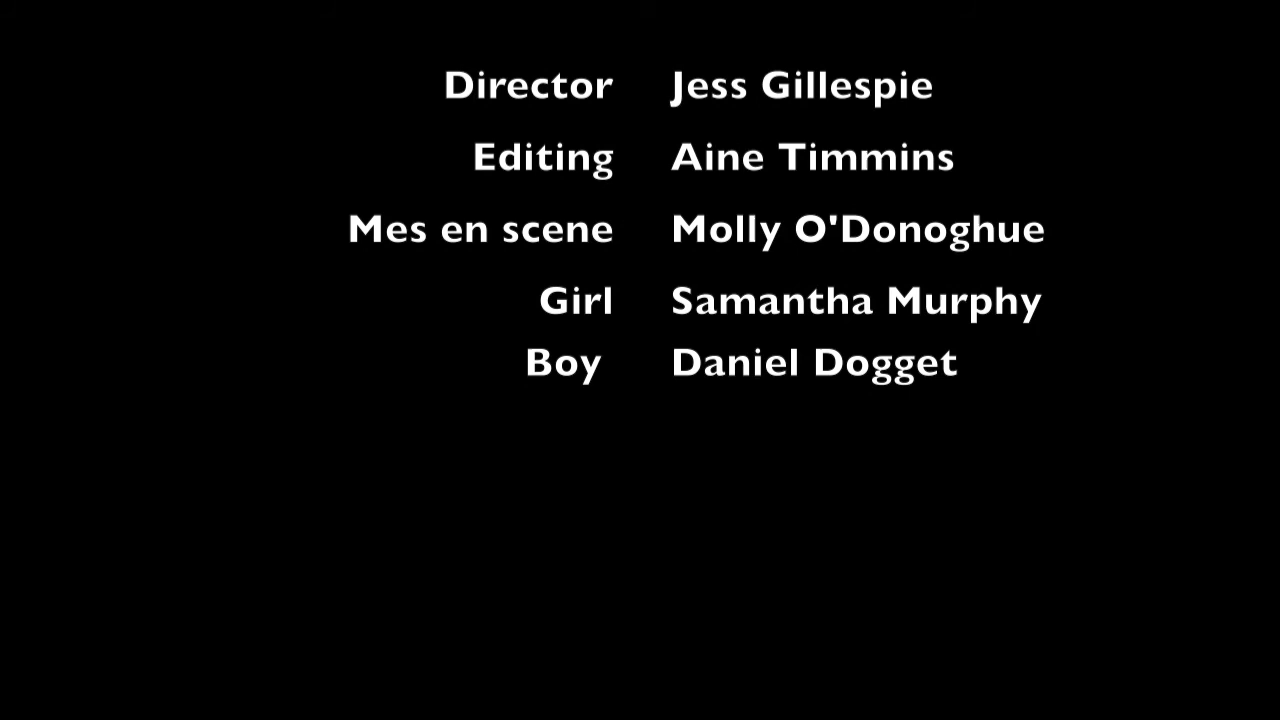 Director Jess Gillespie
Editing Aine Timmins
Mes en scene Molly O'Donoghue
Girl Samantha Murphy
Boy Daniel Dogget